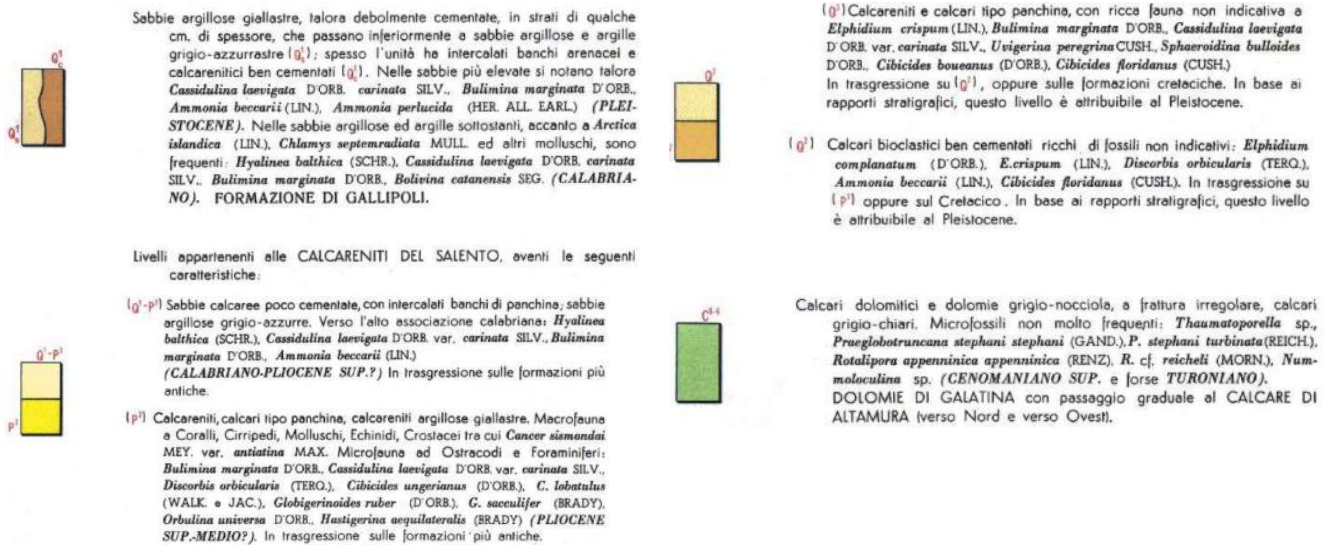 Sabbie argillose giallastre, talora debolmente cementate, in strati di qualche
cm. di spessore, che passano inferiormente a sabbie argillose e argille
grigio-azzurrastre (Q¹s); spesso l'unità ha intercalati banchi arenacei e
calcarenitici ben cementati (Q¹c). Nelle sabbie più elevate si notano talora
Cassidulina laevigata D'ORB. carinata SILV., Bulimina marginata D'ORB.,
Ammonia beccarii (LIN.), Ammonia perlucida (HER. ALL. EARL.) (PLEI-
STOCENE). Nelle sabbie argillose ed argille sottostanti, accanto a Arctica
islandica (LIN.), Chlamys septemradiata MULL. ed altri molluschi, sono
frequenti: Hyalinea balthica (SCHR.), Cassidulina laevigata D'ORB. carinata
SILV., Bulimina marginata D'ORB., Bolivina catanensis SEG. (CALABRIA-
NO). FORMAZIONE DI GALLIPOLI.
Q¹c
Q¹s
Livelli appartenenti alle CALCARENITI DEL SALENTO, aventi le seguenti
caratteristiche:
(Q¹-P³) Sabbie calcaree poco cementate, con intercalati banchi di panchina; sabbie
argillose grigio-azzurre. Verso l'alto associazione calabriana: Hyalinea
balthica (SCHR.), Cassidulina laevigata D'ORB. var. carinata SILV., Bulimina
marginata D'ORB., Ammonia beccarii (LIN.)
(CALABRIANO-PLIOCENE SUP.?) In trasgressione sulle formazioni più
antiche.
Q¹-P³
P³
(P³) Calcareniti, calcari tipo panchina, calcareniti argillose giallastre. Macrofauna
a Coralli, Cirripedi, Molluschi, Echinidi, Crostacei tra cui Cancer sismondai
MEY. var. antiatina MAX. Microfauna ad Ostracodi e Foraminiferi:
Bulimina marginata D'ORB., Cassidulina laevigata D'ORB. var. carinata SILV.,
Discorbis orbicularis (TERQ.), Cibicides ungerianus (D'ORB.), C. lobatulus
(WALK. e JAC.), Globigerinoides ruber (D'ORB.), G. sacculifer (BRADY),
Orbulina universa D'ORB., Hastigerina aequilateralis (BRADY) (PLIOCENE
SUP.-MEDIO?). In trasgressione sulle formazioni più antiche.
(Q³) Calcareniti e calcari tipo panchina, con ricca fauna non indicativa a
Elphidium crispum (LIN.), Bulimina marginata D'ORB., Cassidulina laevigata
D'ORB. var. carinata SILV., Uvigerina peregrina CUSH., Sphaeroidina bulloides
D'ORB., Cibicides boueanus (D'ORB.), Cibicides floridanus (CUSH.)
In trasgressione su (Q²), oppure sulle formazioni cretaciche. In base ai
rapporti stratigrafici, questo livello è attribuibile al Pleistocene.
(Q²) Calcari bioclastici ben cementati ricchi di fossili non indicativi: Elphidium
complanatum (D'ORB.), E.crispum (LIN.), Discorbis orbicularis (TERQ.),
Ammonia beccarii (LIN.), Cibicides floridanus (CUSH.). In trasgressione su
(P³) oppure sul Cretacico. In base ai rapporti stratigrafici, questo livello
è attribuibile al Pleistocene.
C⁸⁻⁶
Calcari dolomitici e dolomie grigio-nocciola, a frattura irregolare, calcari
grigio-chiari. Microfossili non molto frequenti: Thaumatoporella sp.,
Praeglobotruncana stephani stephani (GAND.), P. stephani turbinata (REICH.),
Rotalipora appenninica appenninica (RENZ), R. cf. reicheli (MORN.), Num-
moloculina sp. (CENOMANIANO SUP. e forse TURONIANO).
DOLOMIE DI GALATINA con passaggio graduale al CALCARE DI
ALTAMURA (verso Nord e verso Ovest).